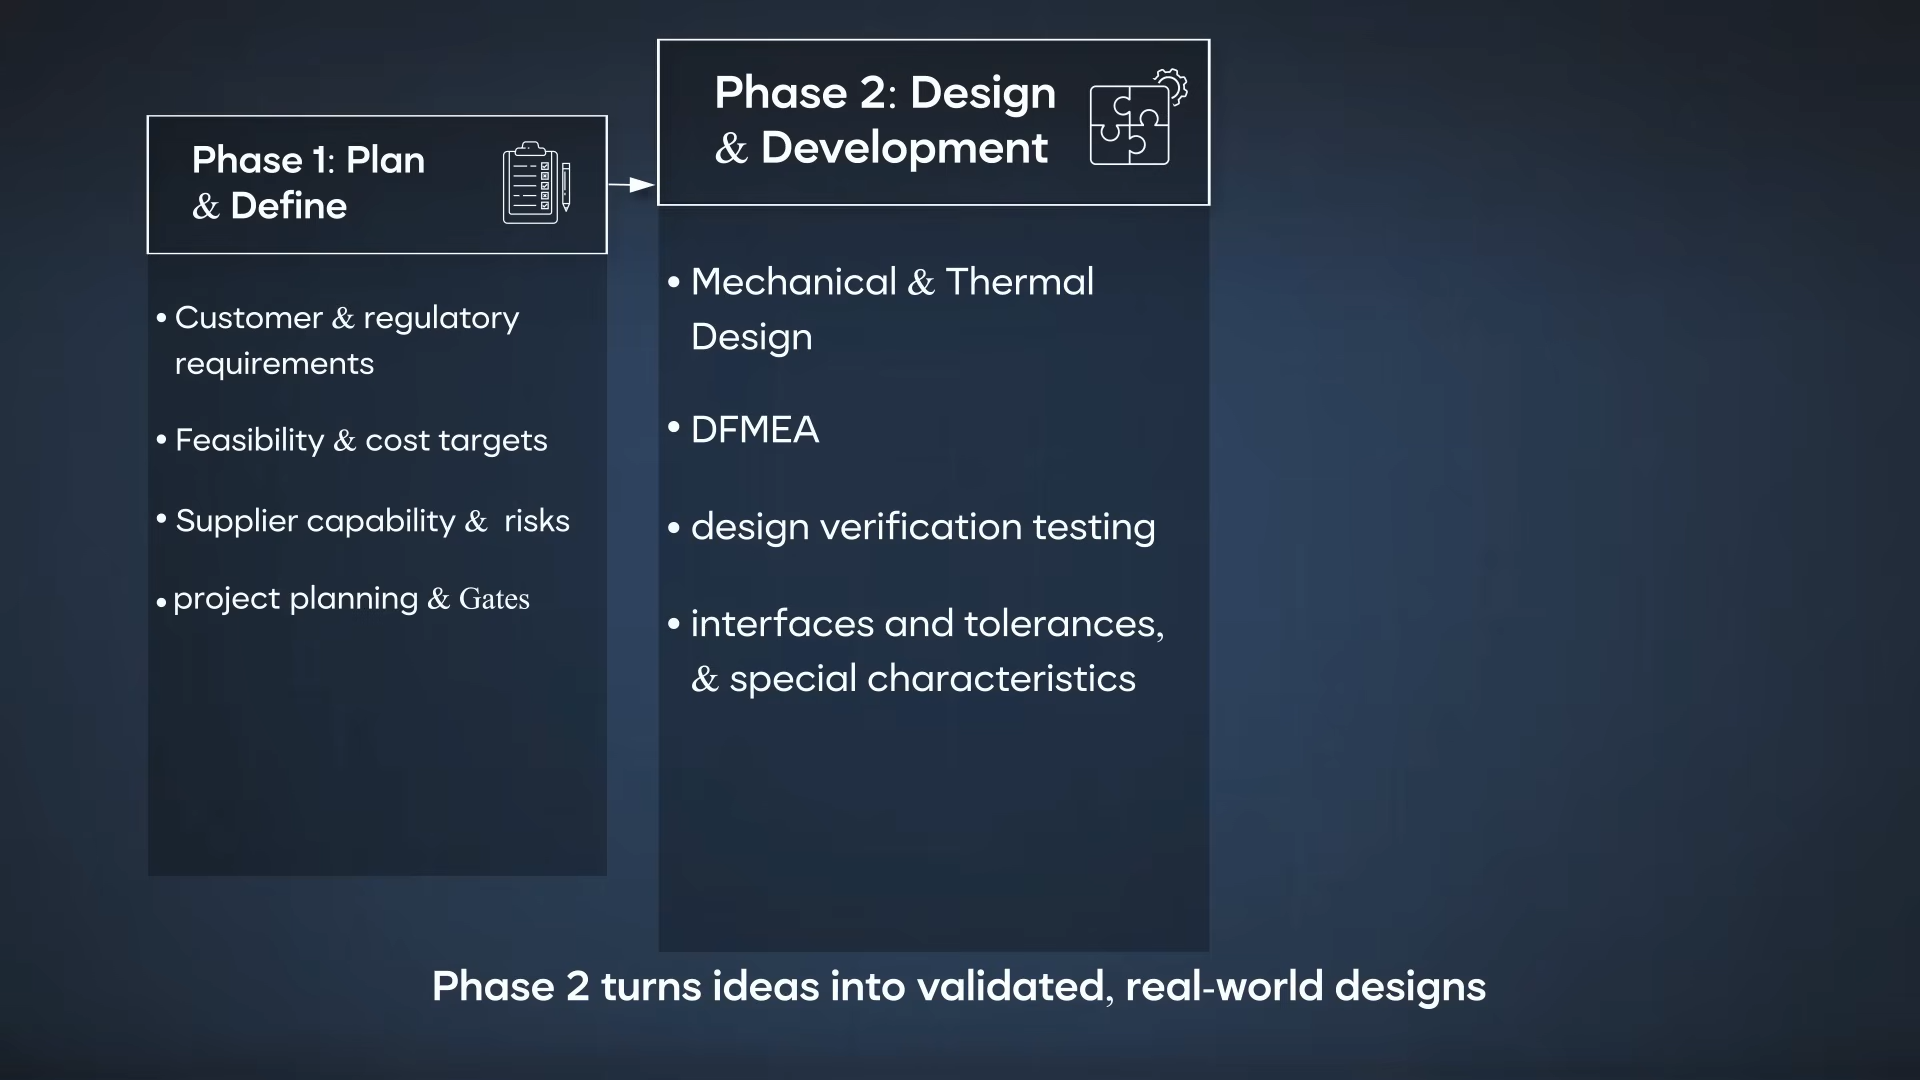 Phase 1: Plan
& Define
• Customer & regulatory
requirements
• Feasibility & cost targets
• Supplier capability &  risks
• project planning & Gates
Phase 2: Design
& Development
• Mechanical & Thermal
Design
• DFMEA
• design verification testing
• interfaces and tolerances,
& special characteristics
Phase 2 turns ideas into validated, real-world designs